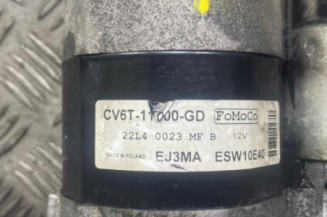 CV6T-11000-GD FoMoCo
22L4 0023 MF B 12V
MADE IN POLAND EJ3MA ESW10E40